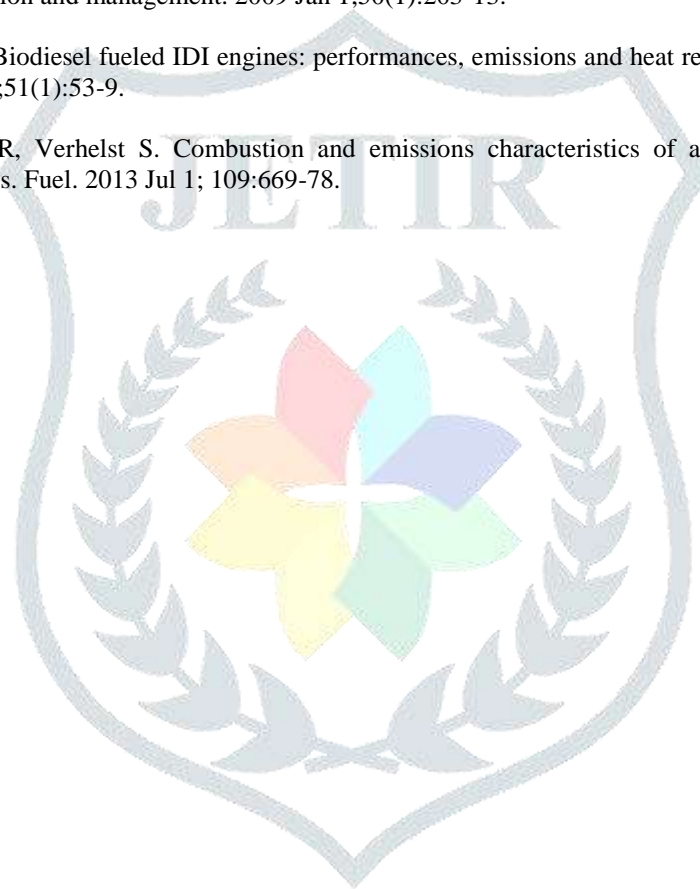 ion and management. 2009 Jan 1;50(1):203-13.
Biodiesel fueled IDI engines: performances, emissions and heat re
;51(1):53-9.
R, Verhelst S. Combustion and emissions characteristics of a
s. Fuel. 2013 Jul 1; 109:669-78.
JETIR